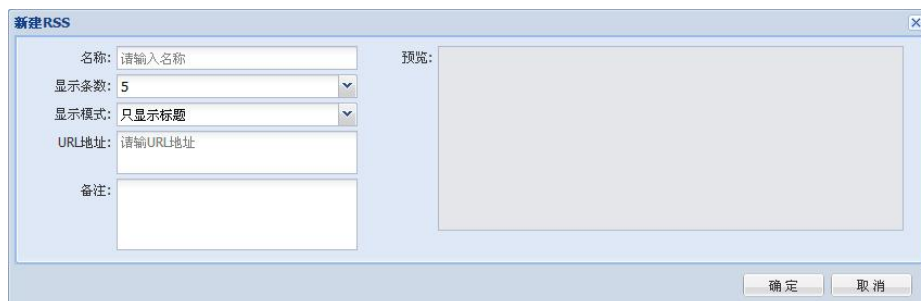 新建RSS
名称: 请输入名称
显示条数: 5
显示模式: 只显示标题
URL地址: 请输URL地址
备注:
预览:
确定 取消